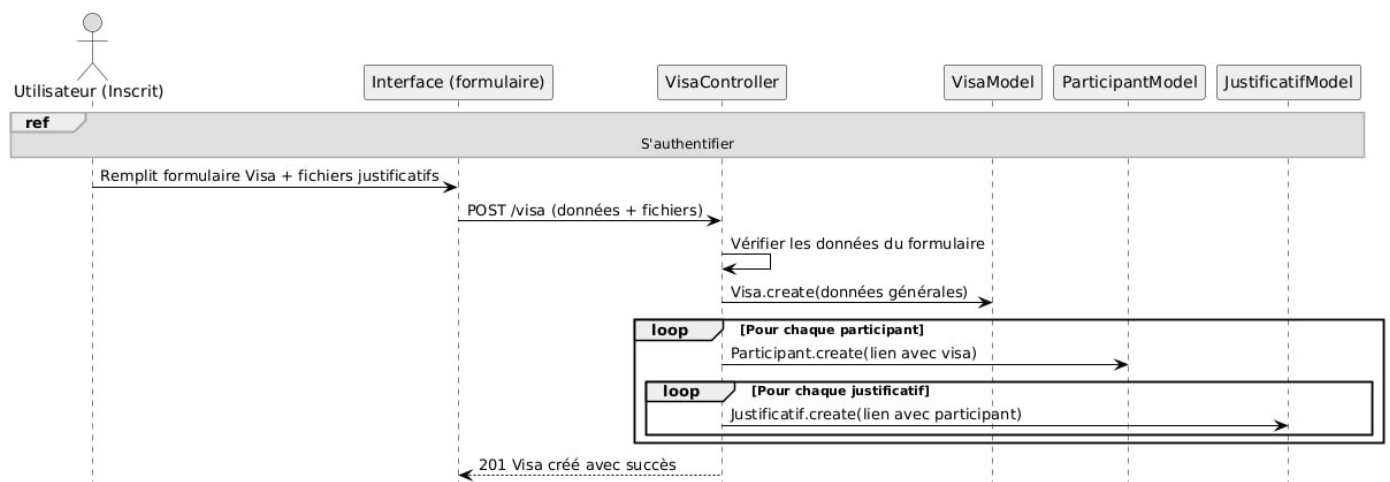 Utilisateur (Inscrit)
Interface (formulaire)
VisaController
VisaModel
ParticipantModel
JustificatifModel
ref
S'authentifier
Remplit formulaire Visa + fichiers justificatifs
POST /visa (données + fichiers)
Vérifier les données du formulaire
Visa.create(données générales)
loop [Pour chaque participant]
Participant.create(lien avec visa)
loop [Pour chaque justificatif]
Justificatif.create(lien avec participant)
201 Visa créé avec succès